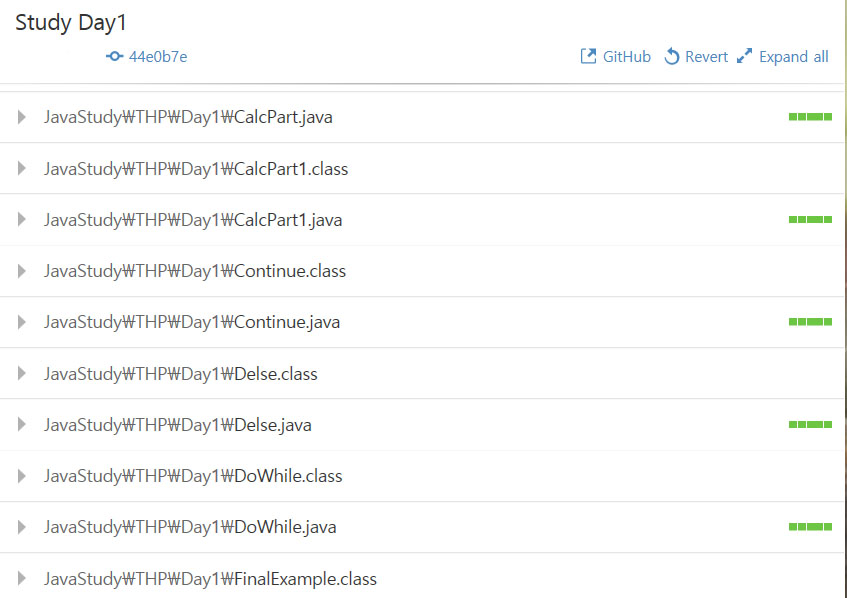 Study Day1
44e0b7e GitHub Revert Expand all
JavaStudy₩THP₩Day1₩CalcPart.java
JavaStudy₩THP₩Day1₩CalcPart1.class
JavaStudy₩THP₩Day1₩CalcPart1.java
JavaStudy₩THP₩Day1₩Continue.class
JavaStudy₩THP₩Day1₩Continue.java
JavaStudy₩THP₩Day1₩Delse.class
JavaStudy₩THP₩Day1₩Delse.java
JavaStudy₩THP₩Day1₩DoWhile.class
JavaStudy₩THP₩Day1₩DoWhile.java
JavaStudy₩THP₩Day1₩FinalExample.class